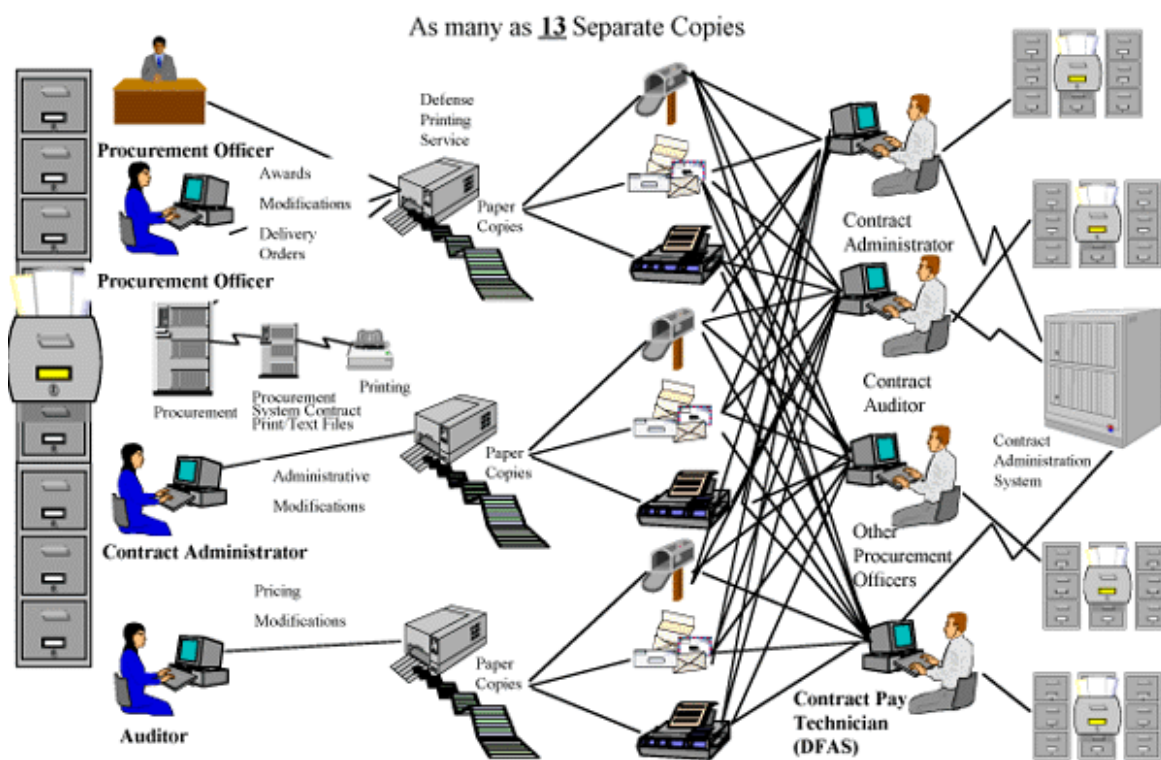 As many as 13 Separate Copies
Defense
Printing
Service
Procurement Officer
Awards
Modifications
Delivery
Orders
Paper
Copies
Procurement Officer
Procurement
Procurement
System Contract
Print/Text Files
Printing
Administrative
Modifications
Paper
Copies
Contract Administrator
Pricing
Modifications
Paper
Copies
Auditor
Contract
Administrator
Contract
Auditor
Contract
Administration
System
Other
Procurement
Officers
Contract Pay
Technician
(DFAS)